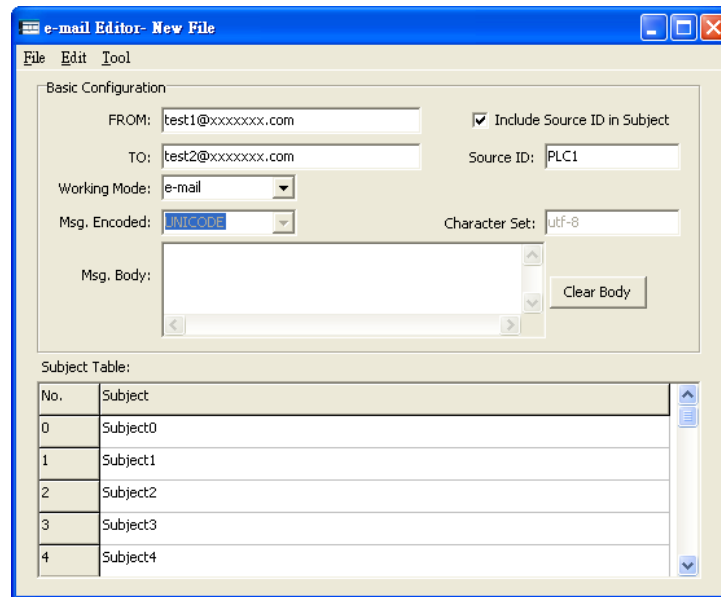 e-mail Editor- New File
File Edit Tool
Basic Configuration
FROM: test1@xxxxxxx.com Include Source ID in Subject
TO: test2@xxxxxxx.com Source ID: PLC1
Working Mode: e-mail
Msg. Encoded: UNICODE Character Set: utf-8
Msg. Body: Clear Body
Subject Table:
No. Subject
0 Subject0
1 Subject1
2 Subject2
3 Subject3
4 Subject4